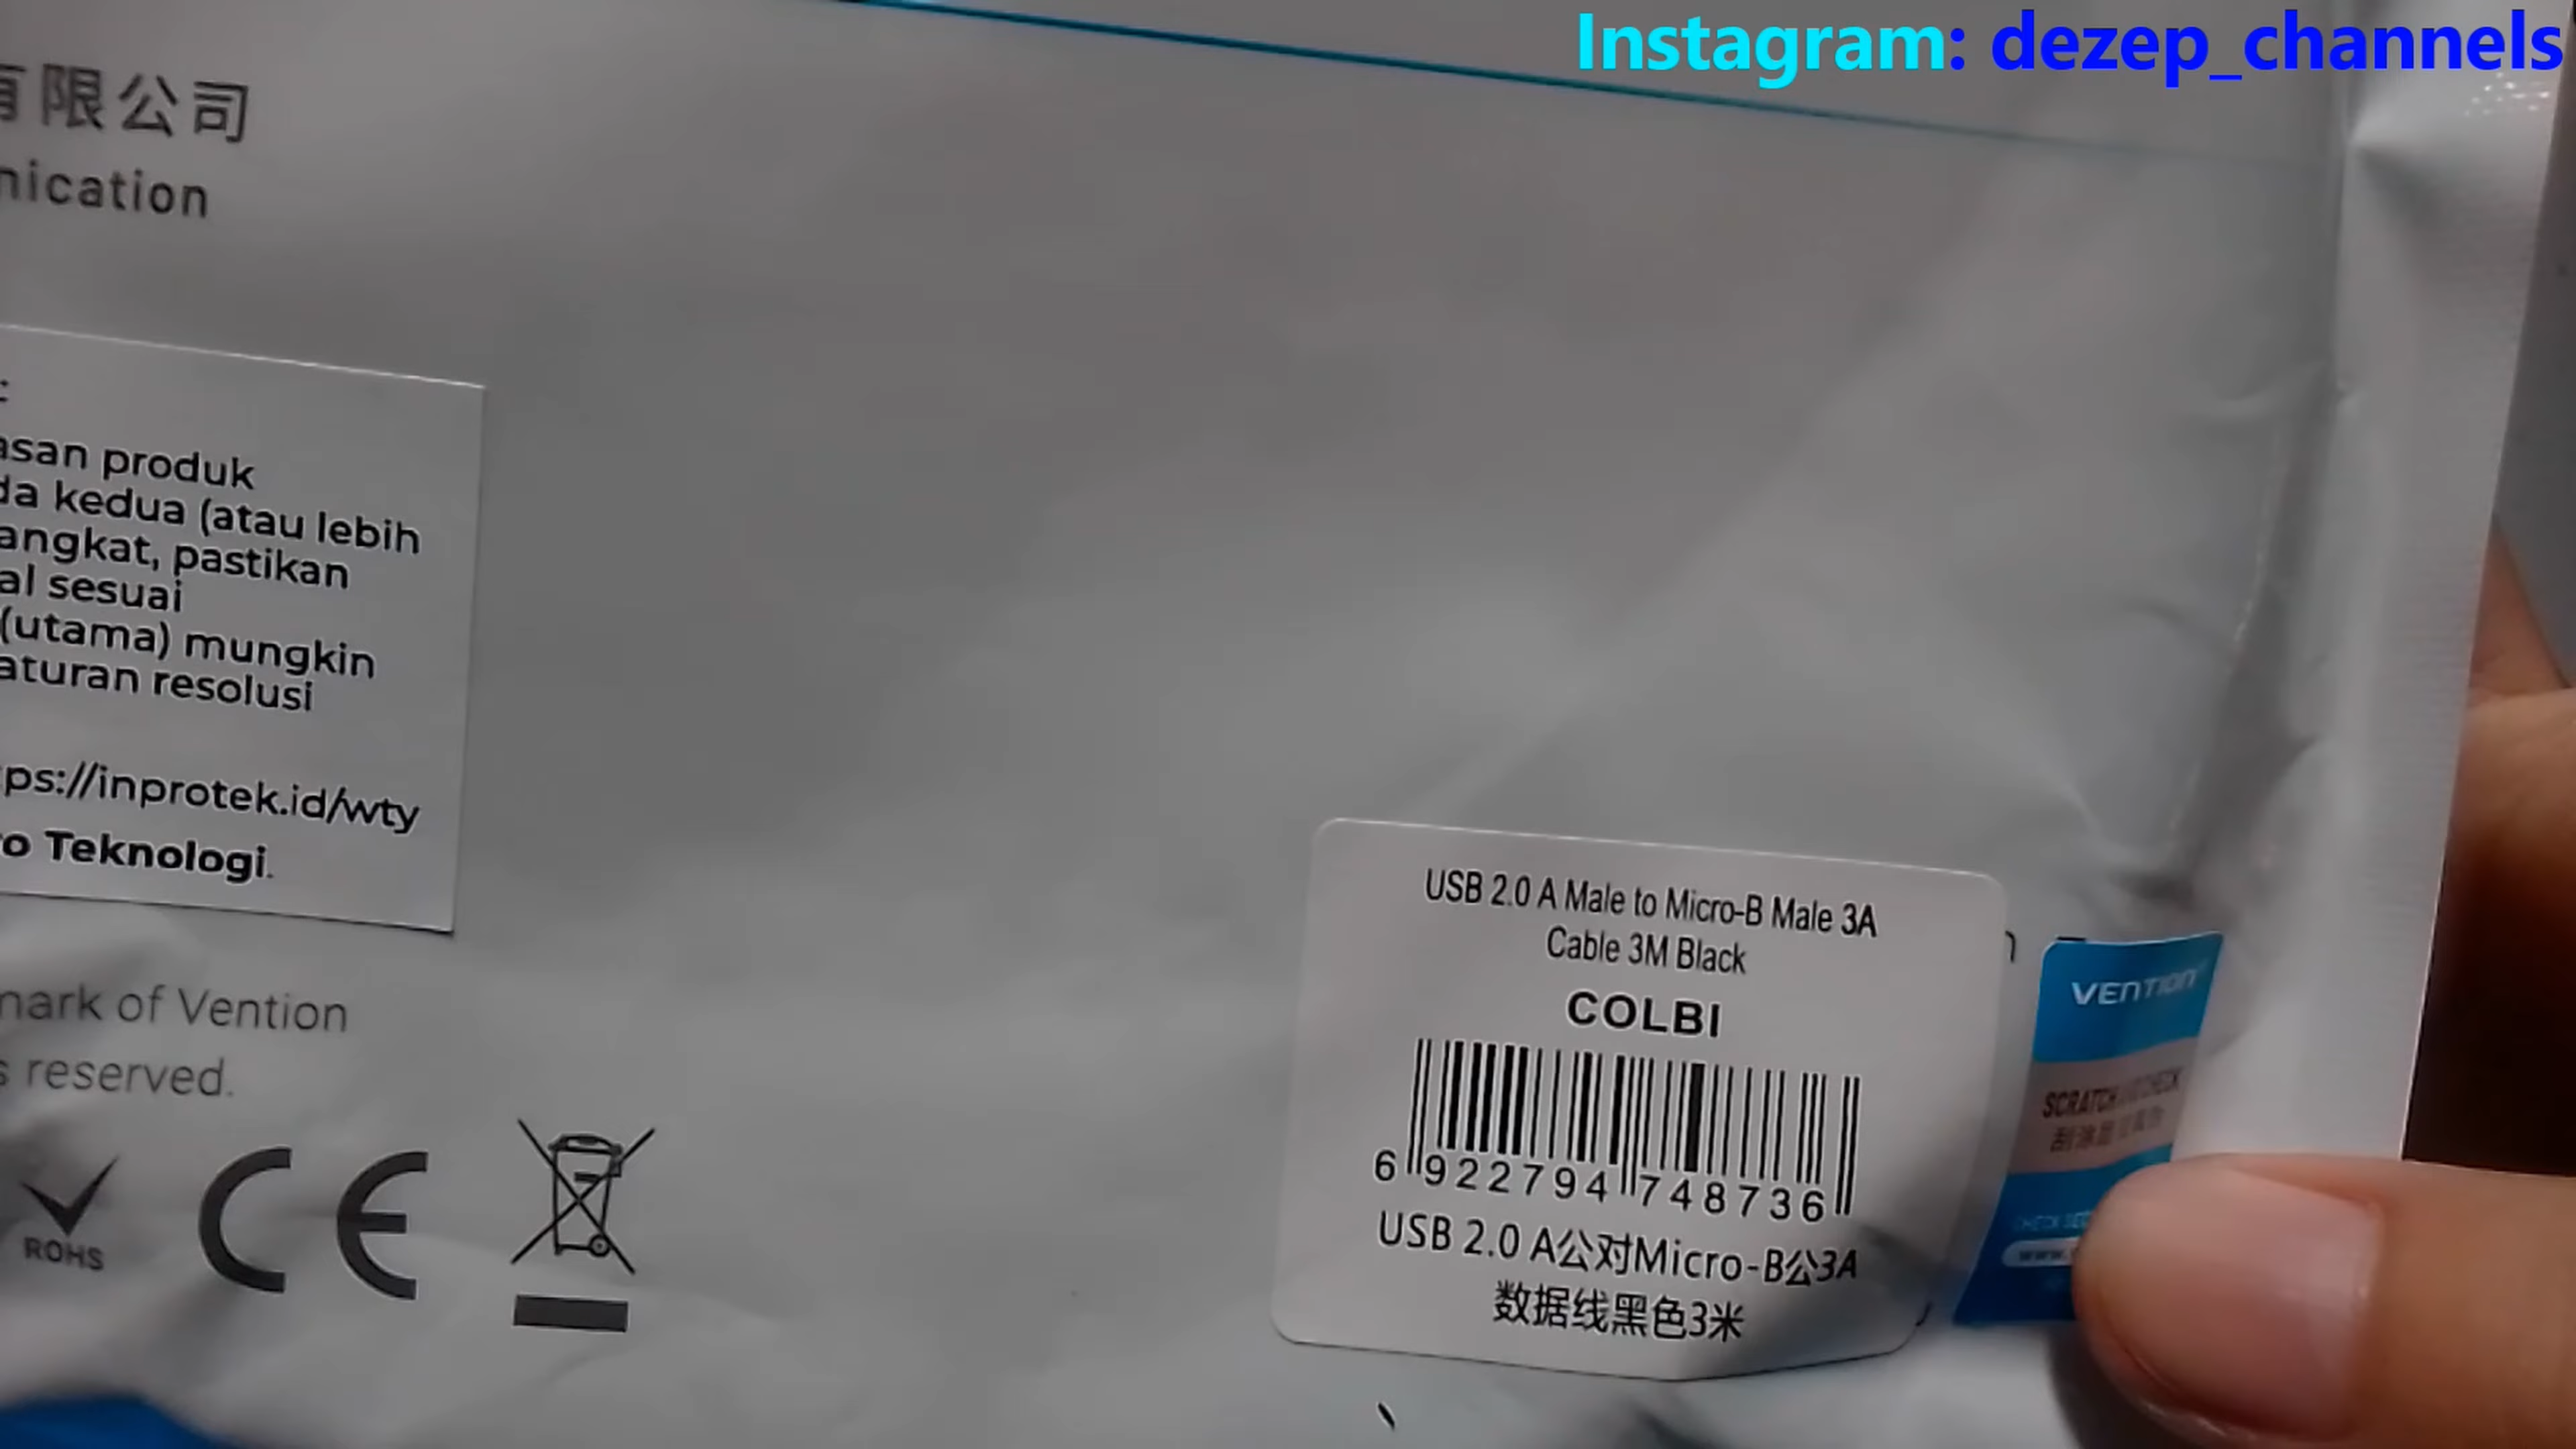 Instagram: dezep_channels
有限公司
nication
:
asan produk
da kedua (atau lebih
angkat, pastikan
al sesuai
(utama) mungkin
aturan resolusi
ps://inprotek.id/wty
o Teknologi.
mark of Vention
s reserved.
ROHS
CE
USB 2.0 A Male to Micro-B Male 3A
Cable 3M Black
COLBI
6 922794 748736
USB 2.0 A公对Micro-B公3A
数据线黑色3米
VENTION
SCRATCH
www.